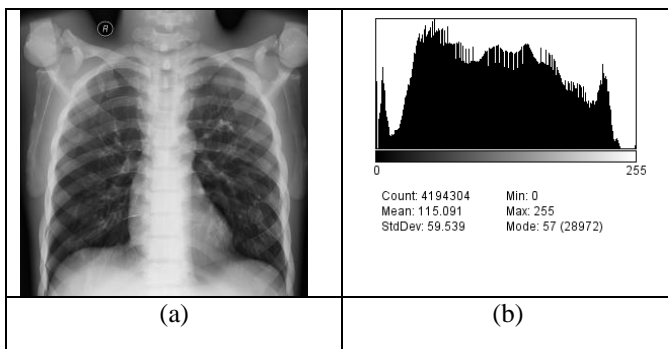 R
0 255
Count: 4194304 Min: 0
Mean: 115.091 Max: 255
StdDev: 59.539 Mode: 57 (28972)
(a) (b)